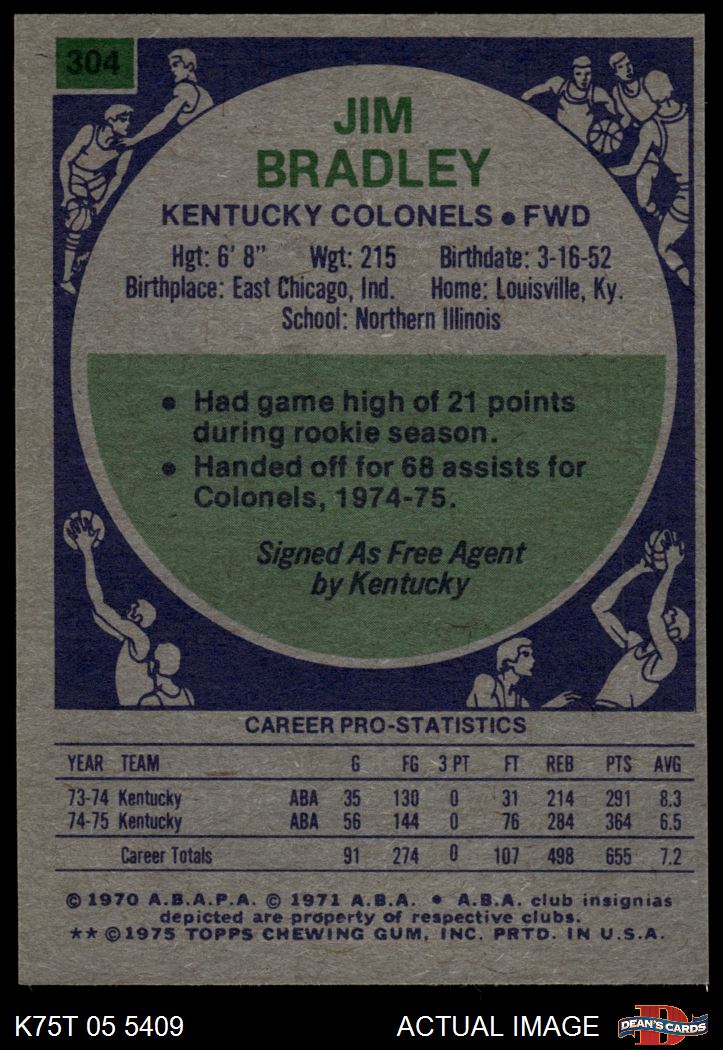 304
JIM
BRADLEY
KENTUCKY COLONELS • FWD
Hgt: 6' 8" Wgt: 215 Birthdate: 3-16-52
Birthplace: East Chicago, Ind. Home: Louisville, Ky.
School: Northern Illinois
• Had game high of 21 points
during rookie season.
• Handed off for 68 assists for
Colonels, 1974-75.
Signed As Free Agent
by Kentucky
CAREER PRO-STATISTICS
YEAR TEAM G FG 3 PT FT REB PTS AVG
73-74 Kentucky ABA 35 130 0 31 214 291 8.3
74-75 Kentucky ABA 56 144 0 76 284 364 6.5
Career Totals 91 274 0 107 498 655 7.2
© 1970 A.B.A.P.A. © 1971 A.B.A. • A.B.A. club insignias
depicted are property of respective clubs.
** © 1975 TOPPS CHEWING GUM, INC. PRTD. IN U.S.A.
K75T 05 5409 ACTUAL IMAGE D DEAN'S CARDS